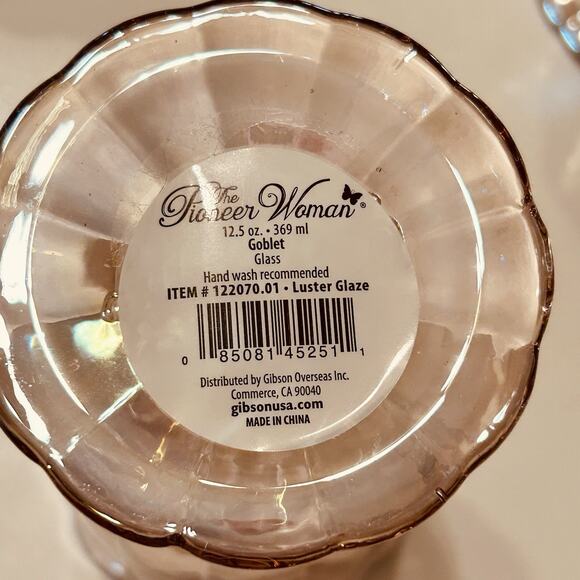 The
Pioneer Woman®
12.5 oz. • 369 ml
Goblet
Glass
Hand wash recommended
ITEM # 122070.01 • Luster Glaze
0 85081 45251 1
Distributed by Gibson Overseas Inc.
Commerce, CA 90040
gibsonusa.com
MADE IN CHINA